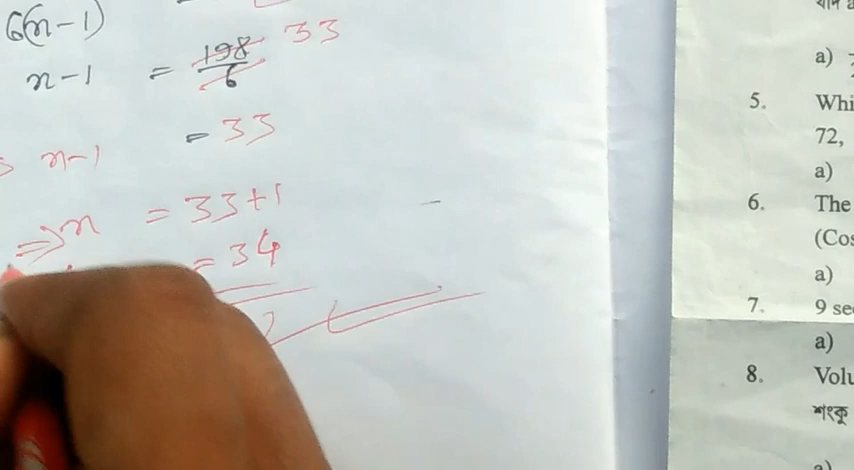 6(n-1)
n-1 = 198/6 33
n-1 = 33
⇒ n = 33+1
= 34
a)
5. Whi
72,
a)
6. The
(Cos
a)
7. 9 se
a)
8. Volu
শংকু
a)